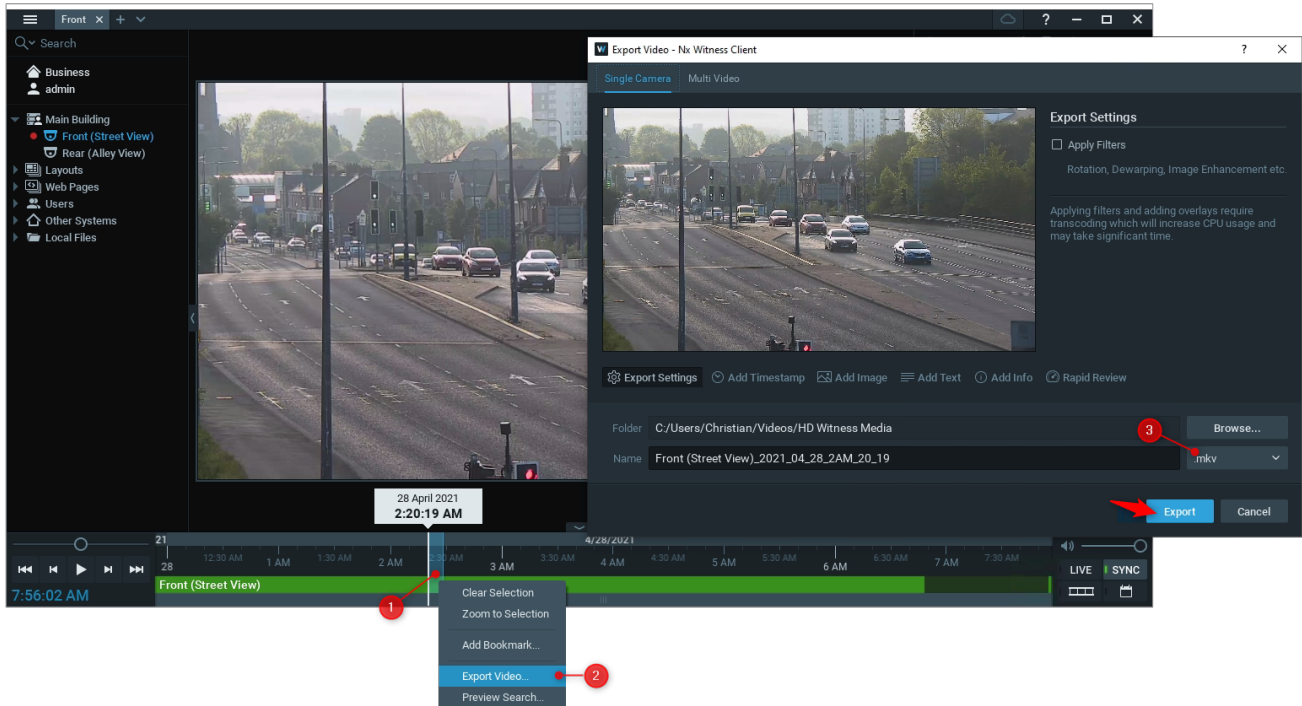 Front
Search
Business
admin
Main Building
Front (Street View)
Rear (Alley View)
Layouts
Web Pages
Users
Other Systems
Local Files
Export Video - Nx Witness Client
Single Camera Multi Video
Export Settings
Apply Filters
Rotation, Dewarping, Image Enhancement etc.
Applying filters and adding overlays require
transcoding which will increase CPU usage and
may take significant time.
Export Settings Add Timestamp Add Image Add Text Add Info Rapid Review
Folder C:/Users/Christian/Videos/HD Witness Media Browse...
3
Name Front (Street View)_2021_04_28_2AM_20_19 .mkv
Export Cancel
28 April 2021
2:20:19 AM
21 4/28/2021
28 12:30 AM 1 AM 1:30 AM 2 AM 2:30 AM 3 AM 3:30 AM 4 AM 4:30 AM 5 AM 5:30 AM 6 AM 6:30 AM 7 AM 7:30 AM
LIVE SYNC
Front (Street View)
7:56:02 AM
1
Clear Selection
Zoom to Selection
Add Bookmark...
Export Video...
2
Preview Search...